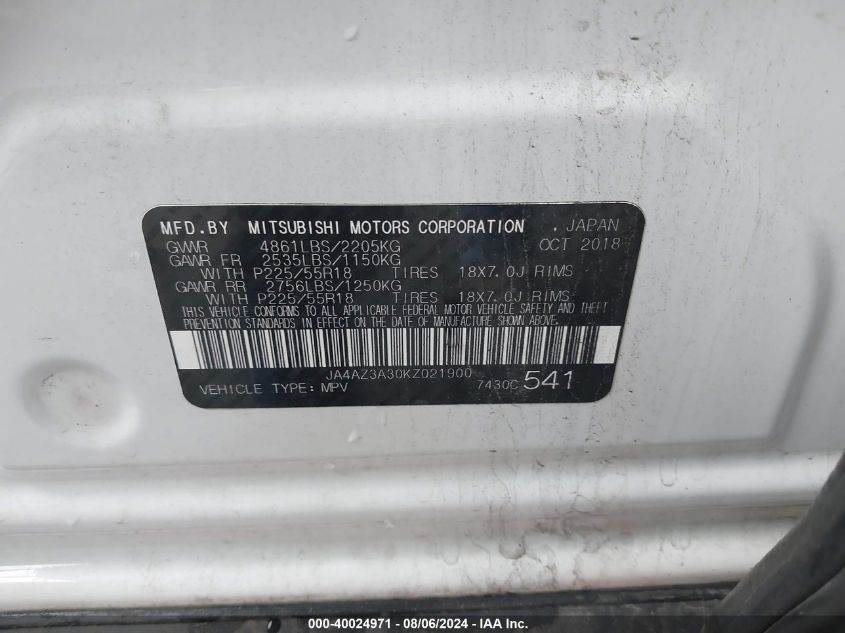 MFD.BY MITSUBISHI MOTORS CORPORATION . JAPAN
GVWR 4861LBS/2205KG OCT 2018
GAWR FR 2535LBS/1150KG
WITH P225/55R18 TIRES 18X7.0J RIMS
GAWR RR 2756LBS/1250KG
WITH P225/55R18 TIRES 18X7.0J RIMS
THIS VEHICLE CONFORMS TO ALL APPLICABLE FEDERAL MOTOR VEHICLE SAFETY AND THEFT
PREVENTION STANDARDS IN EFFECT ON THE DATE OF MANUFACTURE SHOWN ABOVE.
JA4AZ3A30KZ021900
VEHICLE TYPE: MPV 7430C 541
000-40024971 - 08/06/2024 - IAA Inc.